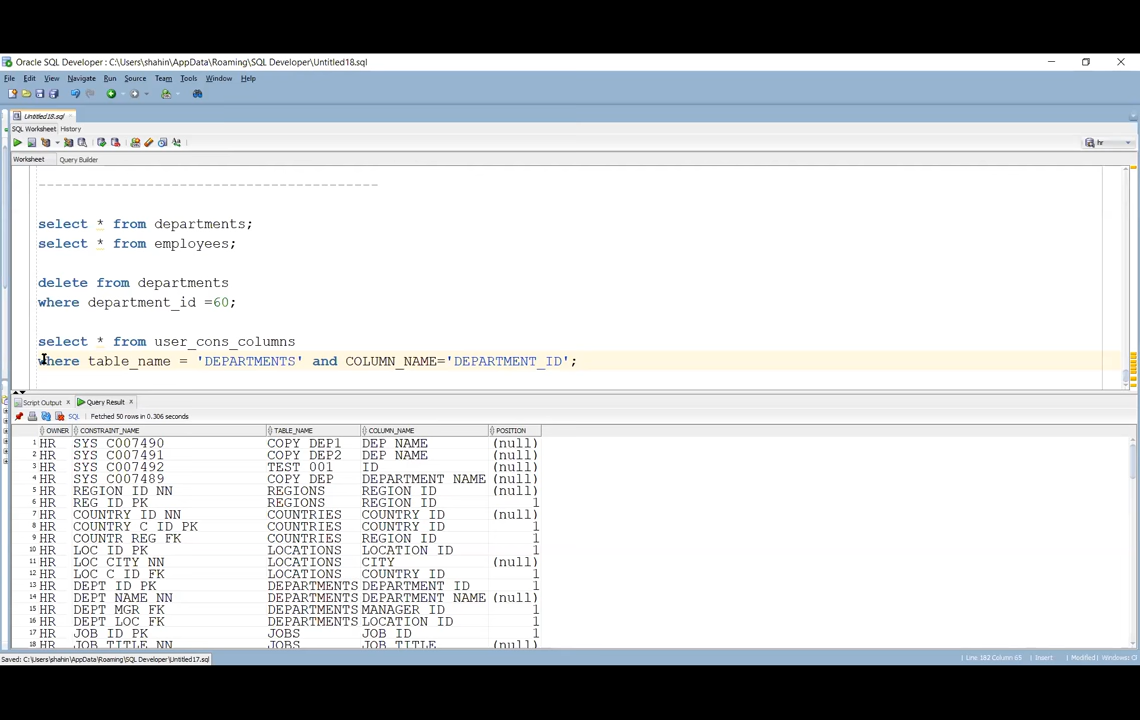 Oracle SQL Developer : C:\Users\shahin\AppData\Roaming\SQL Developer\Untitled18.sql
File Edit View Navigate Run Source Team Tools Window Help
Untitled18.sql
SQL Worksheet History
hr
Worksheet Query Builder
-----------------------------------------
select * from departments;
select * from employees;
delete from departments
where department_id =60;
select * from user_cons_columns
where table_name = 'DEPARTMENTS' and COLUMN_NAME='DEPARTMENT_ID';
Script Output × Query Result ×
SQL Fetched 50 rows in 0.306 seconds
OWNER CONSTRAINT_NAME TABLE_NAME COLUMN_NAME POSITION
1 HR SYS_C007490 COPY_DEP1 DEP_NAME (null)
2 HR SYS_C007491 COPY_DEP2 DEP_NAME (null)
3 HR SYS_C007492 TEST_001 ID (null)
4 HR SYS_C007489 COPY_DEP DEPARTMENT_NAME (null)
5 HR REGION_ID_NN REGIONS REGION_ID (null)
6 HR REG_ID_PK REGIONS REGION_ID 1
7 HR COUNTRY_ID_NN COUNTRIES COUNTRY_ID (null)
8 HR COUNTRY_C_ID_PK COUNTRIES COUNTRY_ID 1
9 HR COUNTR_REG_FK COUNTRIES REGION_ID 1
10 HR LOC_ID_PK LOCATIONS LOCATION_ID 1
11 HR LOC_CITY_NN LOCATIONS CITY (null)
12 HR LOC_C_ID_FK LOCATIONS COUNTRY_ID 1
13 HR DEPT_ID_PK DEPARTMENTS DEPARTMENT_ID 1
14 HR DEPT_NAME_NN DEPARTMENTS DEPARTMENT_NAME (null)
15 HR DEPT_MGR_FK DEPARTMENTS MANAGER_ID 1
16 HR DEPT_LOC_FK DEPARTMENTS LOCATION_ID 1
17 HR JOB_ID_PK JOBS JOB_ID 1
18 HR JOB_TITLE_NN JOBS JOB_TITLE (null)
Saved: C:\Users\shahin\AppData\Roaming\SQL Developer\Untitled17.sql
Line 182 Column 65 Insert Modified Windows: C